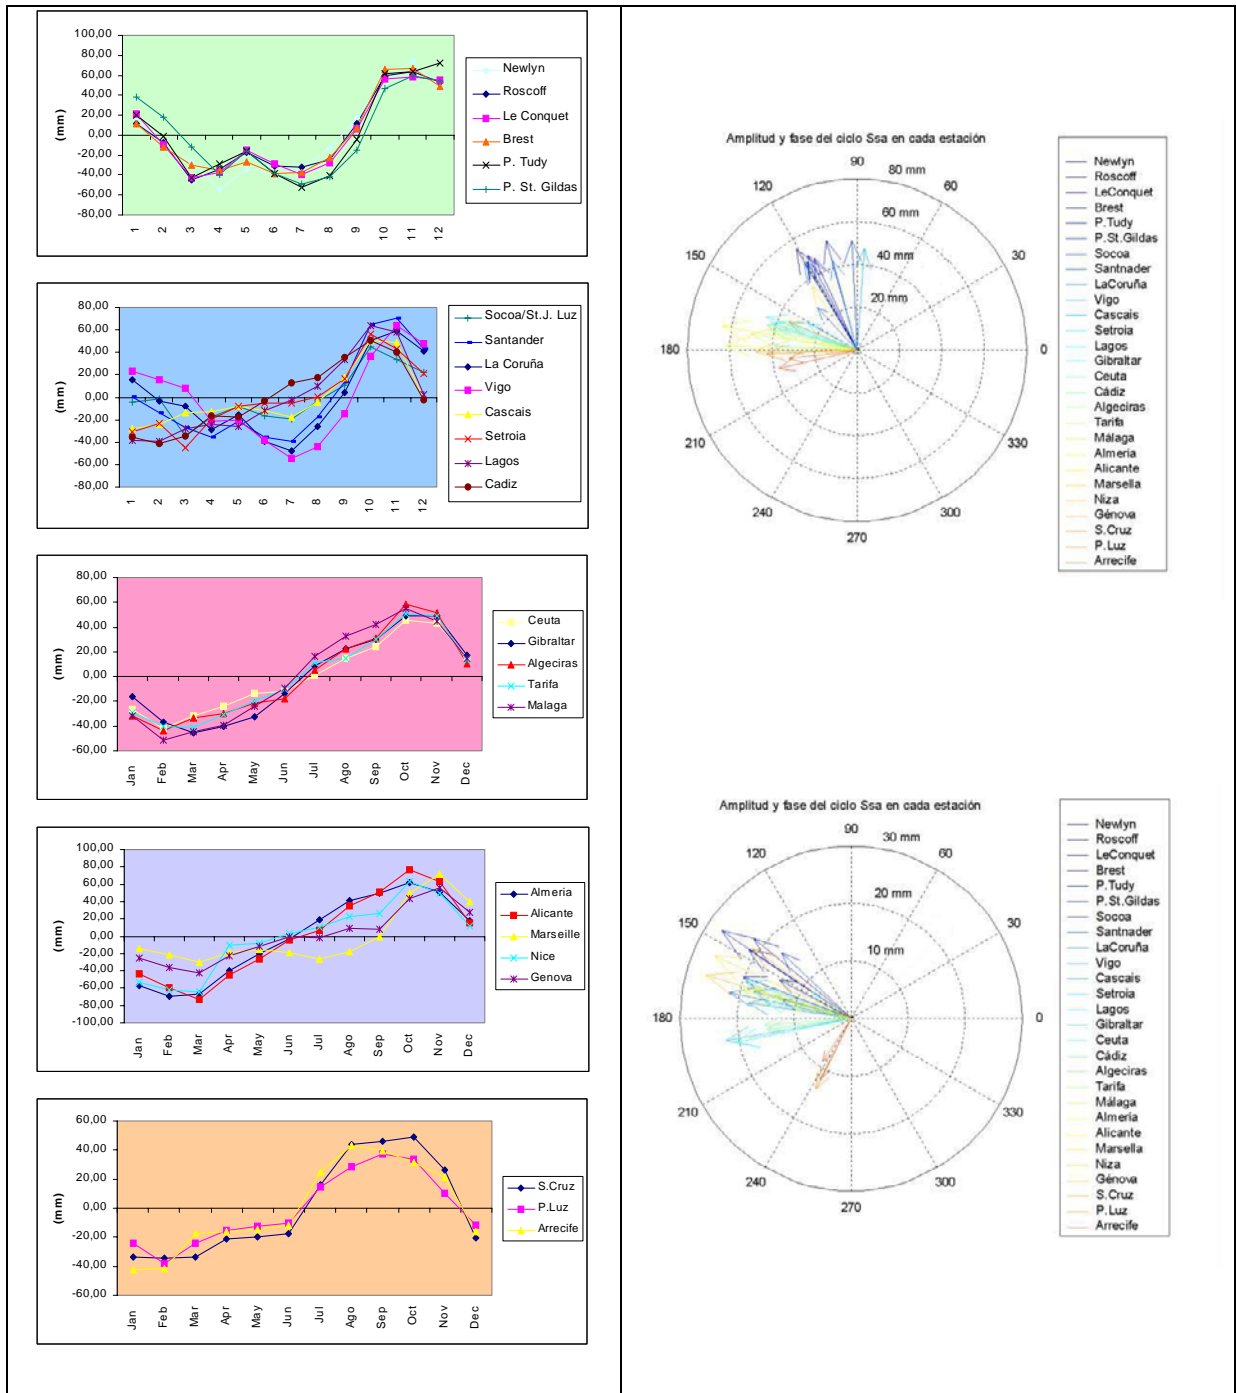 100,00
80,00
60,00
40,00
20,00
0,00
-20,00
-40,00
-60,00
-80,00
(mm)
1 2 3 4 5 6 7 8 9 10 11 12
Newlyn
Roscoff
Le Conquet
Brest
P. Tudy
P. St. Gildas
80,00
60,00
40,00
20,00
0,00
-20,00
-40,00
-60,00
-80,00
(mm)
1 2 3 4 5 6 7 8 9 10 11 12
Socoa/St.J. Luz
Santander
La Coruña
Vigo
Cascais
Setroia
Lagos
Cadiz
80,00
60,00
40,00
20,00
0,00
-20,00
-40,00
-60,00
(mm)
Jan Feb Mar Apr May Jun Jul Ago Sep Oct Nov Dec
Ceuta
Gibraltar
Algeciras
Tarifa
Malaga
100,00
80,00
60,00
40,00
20,00
0,00
-20,00
-40,00
-60,00
-80,00
-100,00
(mm)
Jan Feb Mar Apr May Jun Jul Ago Sep Oct Nov Dec
Almeria
Alicante
Marseille
Nice
Genova
60,00
40,00
20,00
0,00
-20,00
-40,00
-60,00
(mm)
Jan Feb Mar Apr May Jun Jul Ago Sep Oct Nov Dec
S.Cruz
P.Luz
Arrecife
Amplitud y fase del ciclo Ssa en cada estación
90
80 mm
120
60
60 mm
150
40 mm
30
20 mm
180
0
210
330
240
300
270
Newlyn
Roscoff
LeConquet
Brest
P.Tudy
P.St.Gildas
Socoa
Santnader
LaCoruña
Vigo
Cascais
Setroia
Lagos
Gibraltar
Ceuta
Cádiz
Algeciras
Tarifa
Málaga
Almería
Alicante
Marsella
Niza
Génova
S.Cruz
P.Luz
Arrecife
Amplitud y fase del ciclo Ssa en cada estación
90
30 mm
120
60
20 mm
150
30
10 mm
180
0
210
330
240
300
270
Newlyn
Roscoff
LeConquet
Brest
P.Tudy
P.St.Gildas
Socoa
Santnader
LaCoruña
Vigo
Cascais
Setroia
Lagos
Gibraltar
Ceuta
Cádiz
Algeciras
Tarifa
Málaga
Almería
Alicante
Marsella
Niza
Génova
S.Cruz
P.Luz
Arrecife